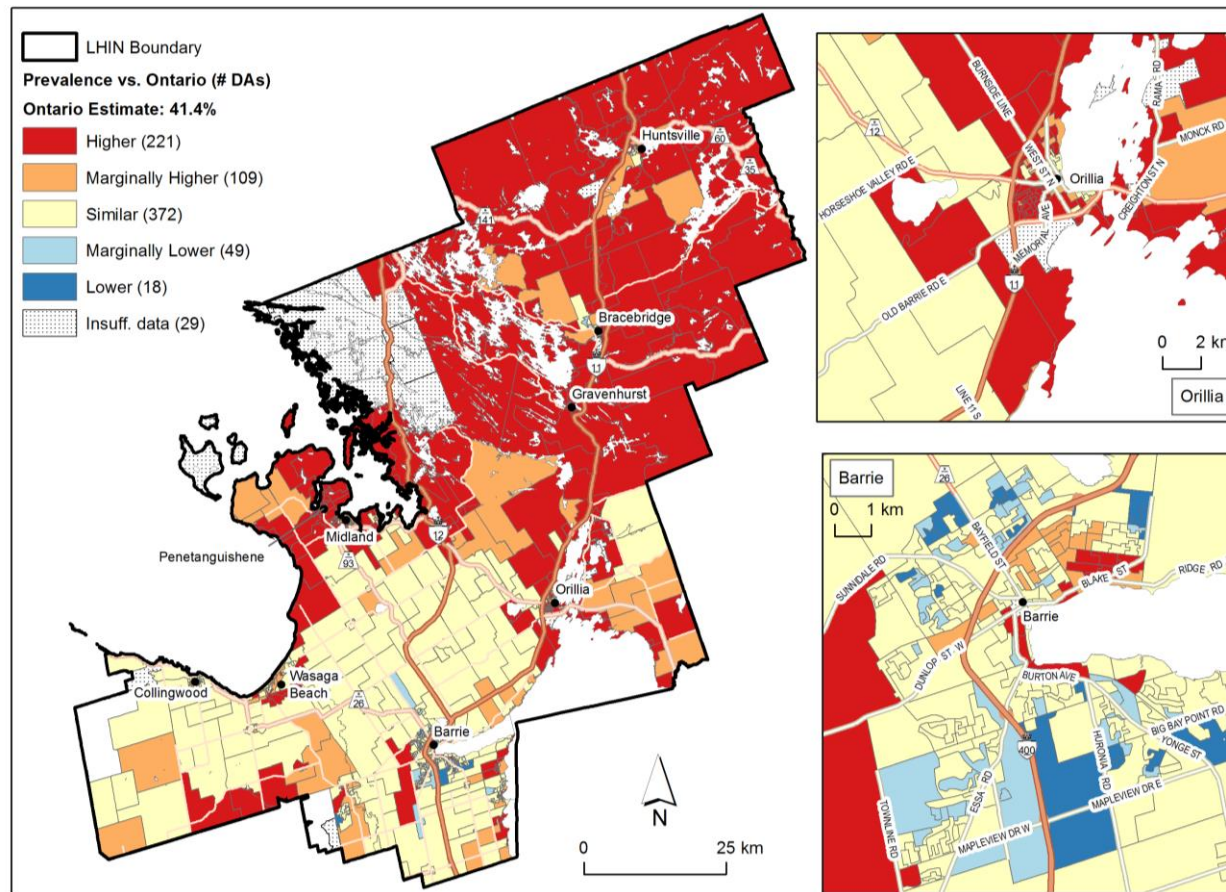 LHIN Boundary
Prevalence vs. Ontario (# DAs)
Ontario Estimate: 41.4%
Higher (221)
Marginally Higher (109)
Similar (372)
Marginally Lower (49)
Lower (18)
Insuff. data (29)
Huntsville
60
35
141
Bracebridge
11
Gravenhurst
Midland
Penetanguishene
12
93
Orillia
Wasaga
Beach
Collingwood
26
Barrie
N
0 25 km
BURNSIDE LINE
RAMA RD
12
MONCK RD
WEST ST N
Orillia
HORSESHOE VALLEY RD E
CREIGHTON ST N
MEMORIAL AVE
OLD BARRIE RD E
11
LINE 11 S
0 2 km
Orillia
Barrie
0 1 km
26
BAYFIELD ST
SUNNIDALE RD
BLAKE ST
RIDGE RD
Barrie
DUNLOP ST W
BURTON AVE
BIG BAY POINT RD
YONGE ST
400
HURONIA RD
ESSA RD
MAPLEVIEW DR E
TOWNLINE RD
MAPLEVIEW DR W